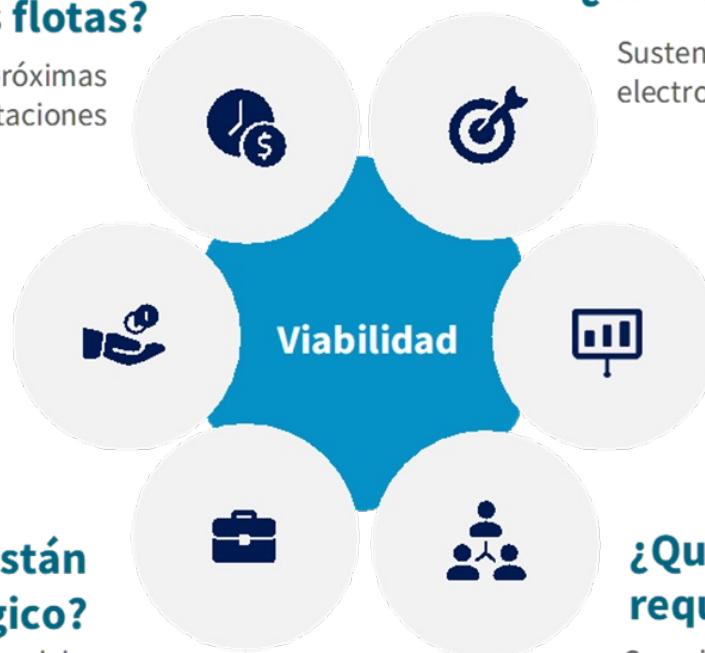 s flotas?
róximas
taciones
Susten
electro
$
Viabilidad
stán
gico?
¿Qu
requ